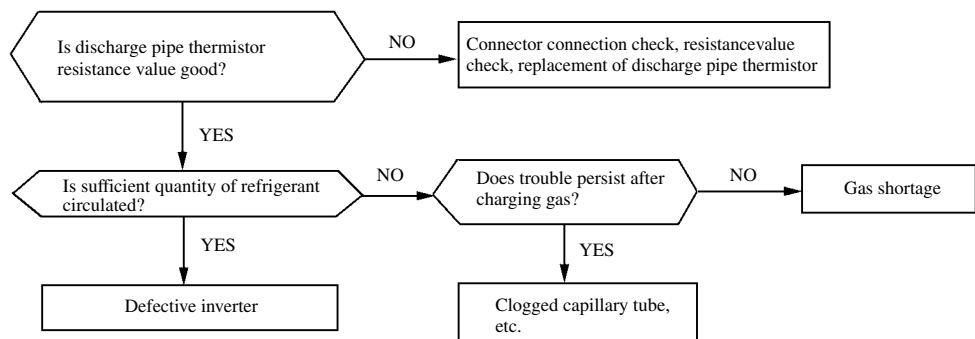 Is discharge pipe thermistor
resistance value good?
NO
Connector connection check, resistancevalue
check, replacement of discharge pipe thermistor
YES
Is sufficient quantity of refrigerant
circulated?
NO
Does trouble persist after
charging gas?
NO
Gas shortage
YES
YES
Defective inverter
Clogged capillary tube,
etc.